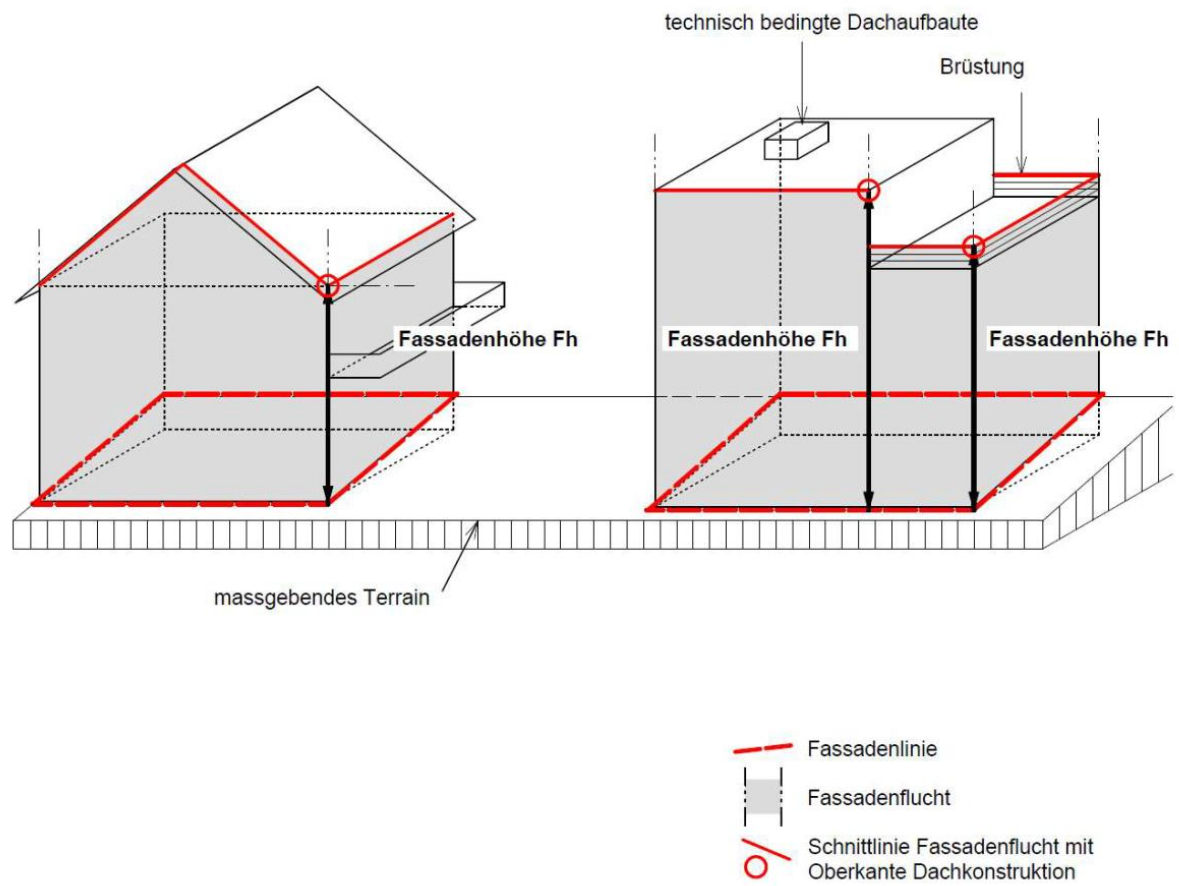 technisch bedingte Dachaufbaute
Brüstung
Fassadenhöhe Fh
Fassadenhöhe Fh
Fassadenhöhe Fh
massgebendes Terrain
Fassadenlinie
Fassadenflucht
Schnittlinie Fassadenflucht mit
Oberkante Dachkonstruktion